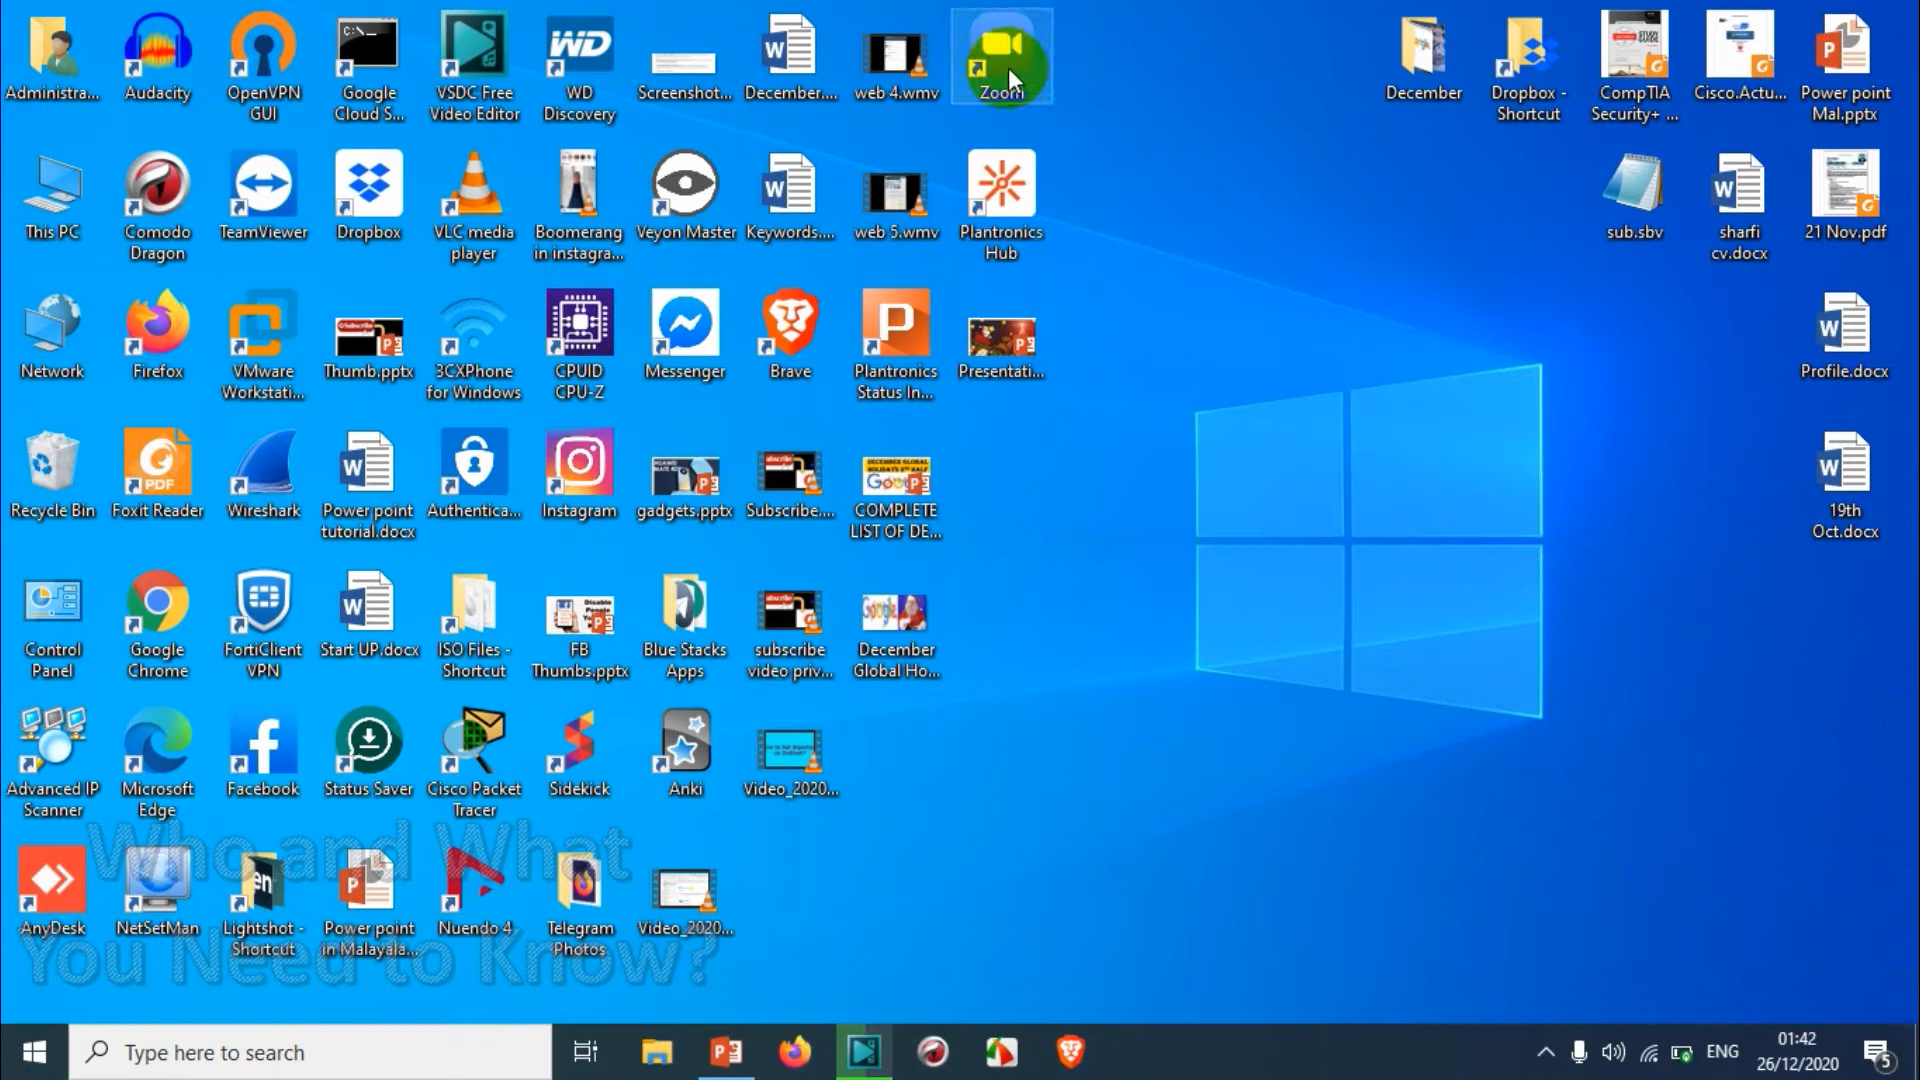 Administra...
Audacity
OpenVPN
GUI
Google
Cloud S...
VSDC Free
Video Editor
WD
Discovery
Screenshot...
December....
web 4.wmv
Zoom
December
Dropbox -
Shortcut
CompTIA
Security+ ...
Cisco.Actu...
Power point
Mal.pptx
This PC
Comodo
Dragon
TeamViewer
Dropbox
VLC media
player
Boomerang
in instagra...
Veyon Master
Keywords....
web 5.wmv
Plantronics
Hub
sub.sbv
sharfi
cv.docx
21 Nov.pdf
Network
Firefox
VMware
Workstati...
Thumb.pptx
3CXPhone
for Windows
CPUID
CPU-Z
Messenger
Brave
Plantronics
Status In...
Presentati...
Profile.docx
Recycle Bin
Foxit Reader
Wireshark
Power point
tutorial.docx
Authentica...
Instagram
gadgets.pptx
Subscribe....
COMPLETE
LIST OF DE...
19th
Oct.docx
Control
Panel
Google
Chrome
FortiClient
VPN
Start UP.docx
ISO Files -
Shortcut
FB
Thumbs.pptx
Blue Stacks
Apps
subscribe
video priv...
December
Global Ho...
Advanced IP
Scanner
Microsoft
Edge
Facebook
Status Saver
Cisco Packet
Tracer
Sidekick
Anki
Video_2020...
AnyDesk
NetSetMan
Lightshot -
Shortcut
Power point
in Malayala...
Nuendo 4
Telegram
Photos
Video_2020...
Who and What
You Need to Know?
Type here to search
ENG
01:42
26/12/2020
5